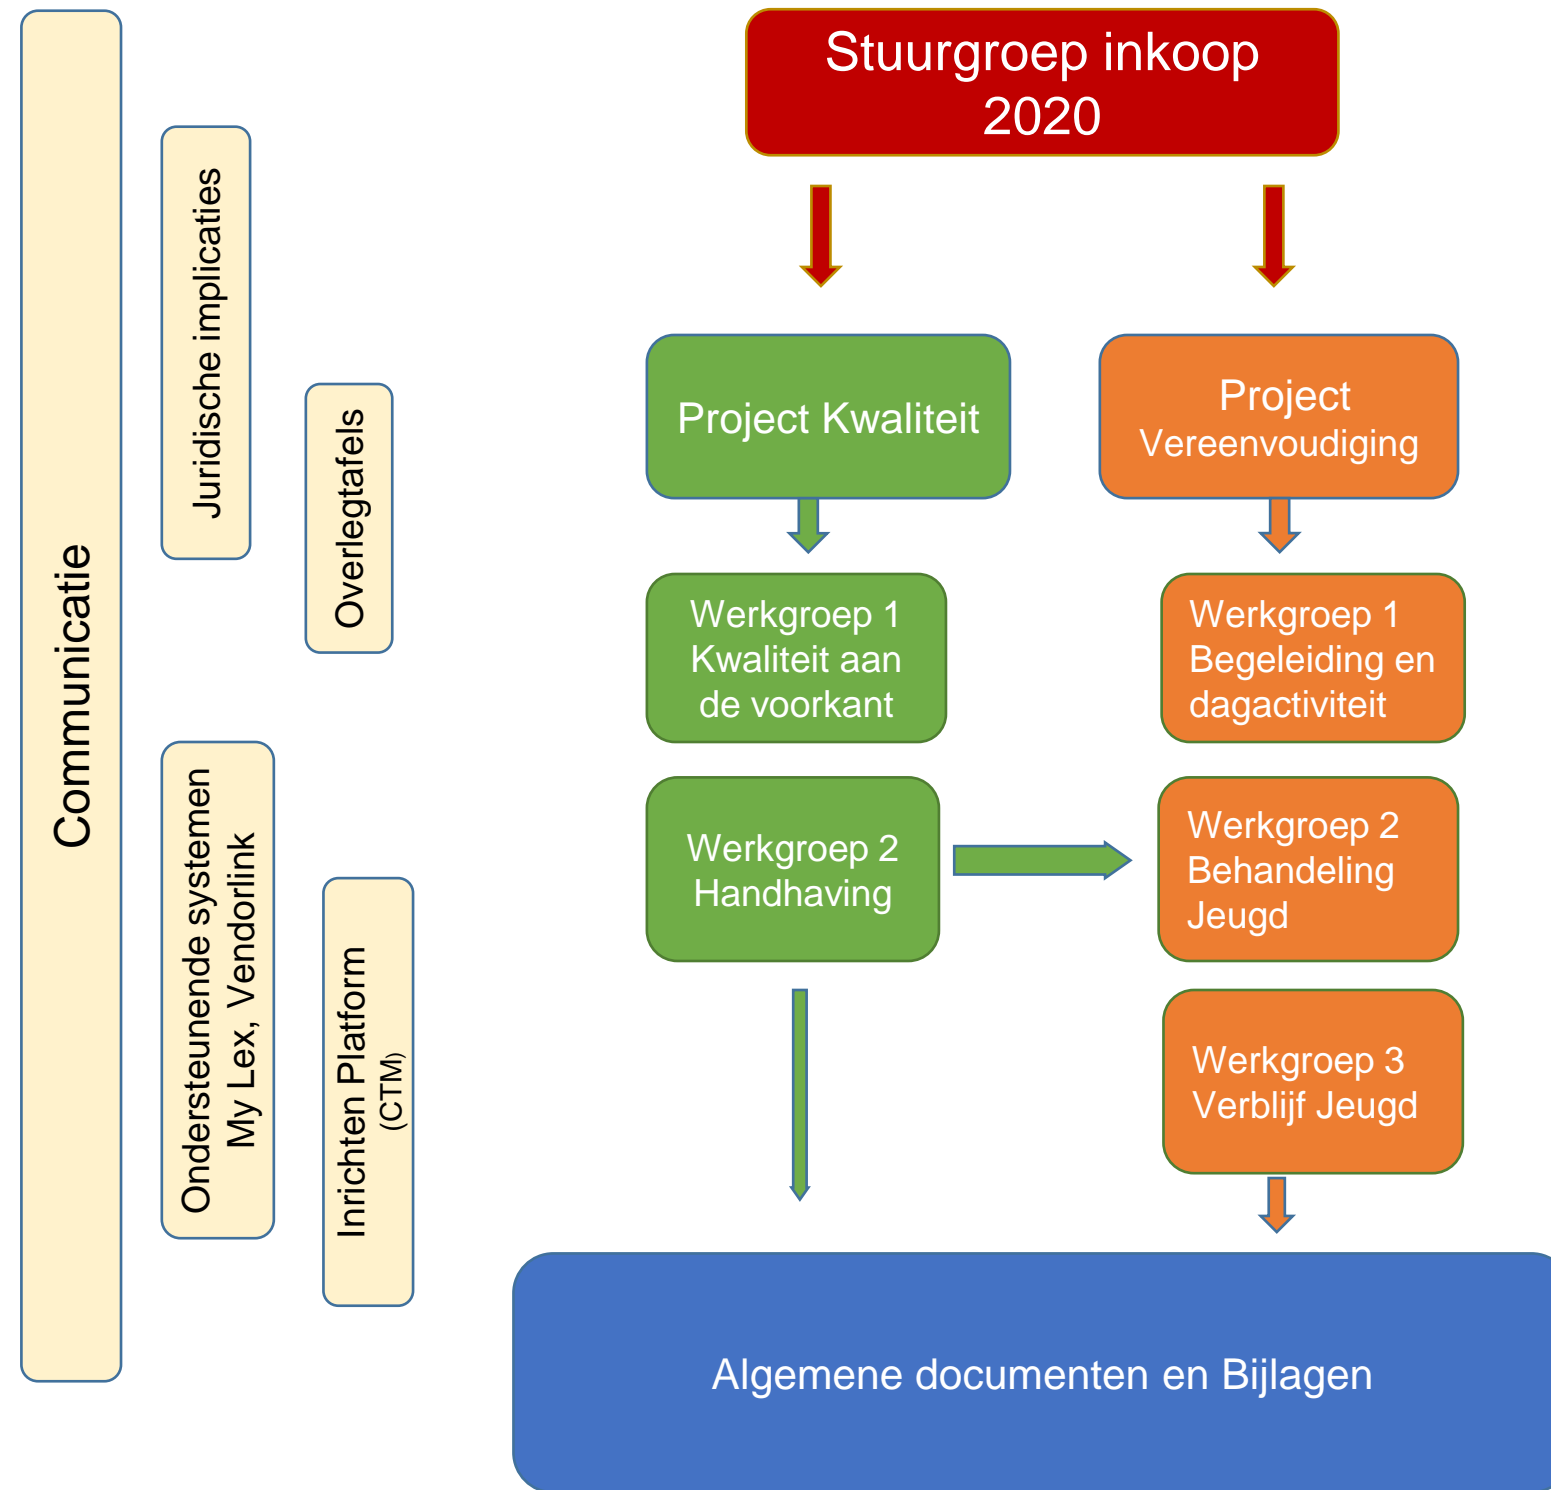 Communicatie
Juridische implicaties
Overlegtafels
Ondersteunende systemen
My Lex, Vendorlink
Inrichten Platform
(CTM)
Stuurgroep inkoop
2020
Project Kwaliteit
Project
Vereenvoudiging
Werkgroep 1
Kwaliteit aan
de voorkant
Werkgroep 1
Begeleiding en
dagactiviteit
Werkgroep 2
Handhaving
Werkgroep 2
Behandeling
Jeugd
Werkgroep 3
Verblijf Jeugd
Algemene documenten en Bijlagen